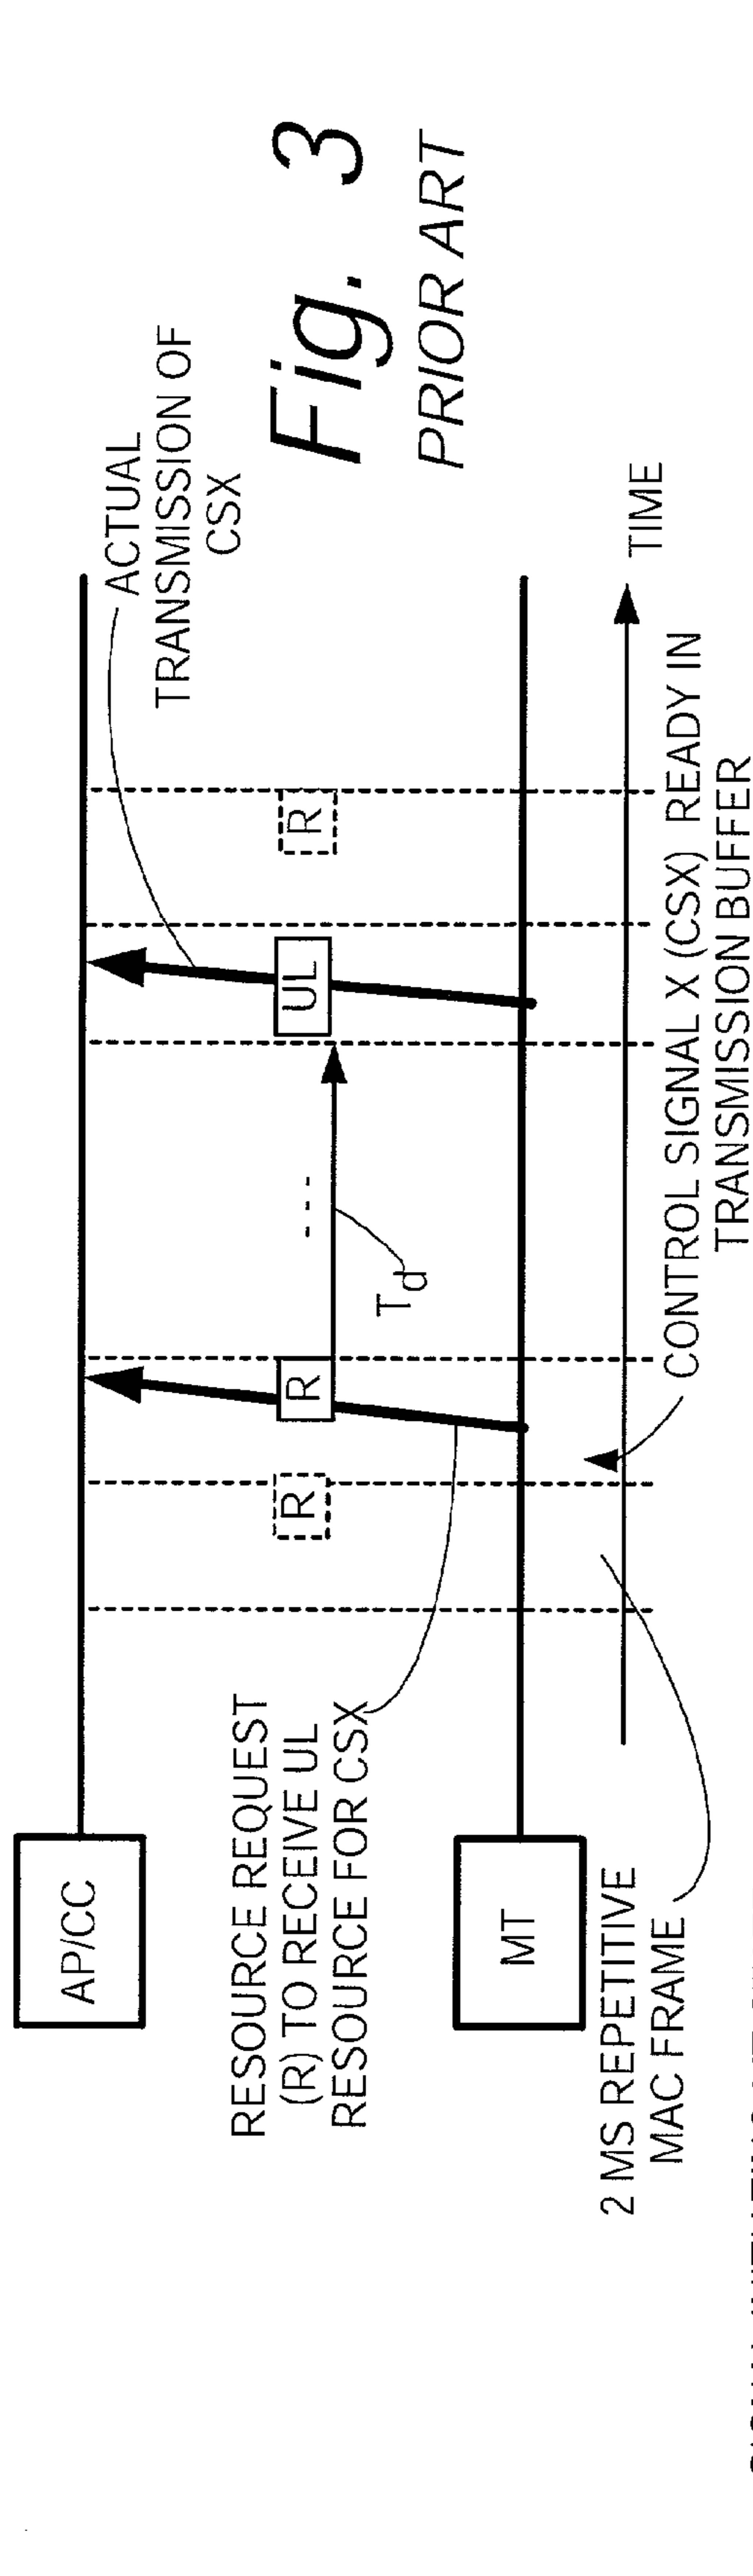 AP/CC
RESOURCE REQUEST
(R) TO RECEIVE UL
RESOURCE FOR CSX
MT
2 MS REPETITIVE
MAC FRAME
R
R
Td
...
UL
R
ACTUAL
TRANSMISSION OF
CSX
TIME
CONTROL SIGNAL X (CSX) READY IN
TRANSMISSION BUFFER
Fig. 3
PRIOR ART